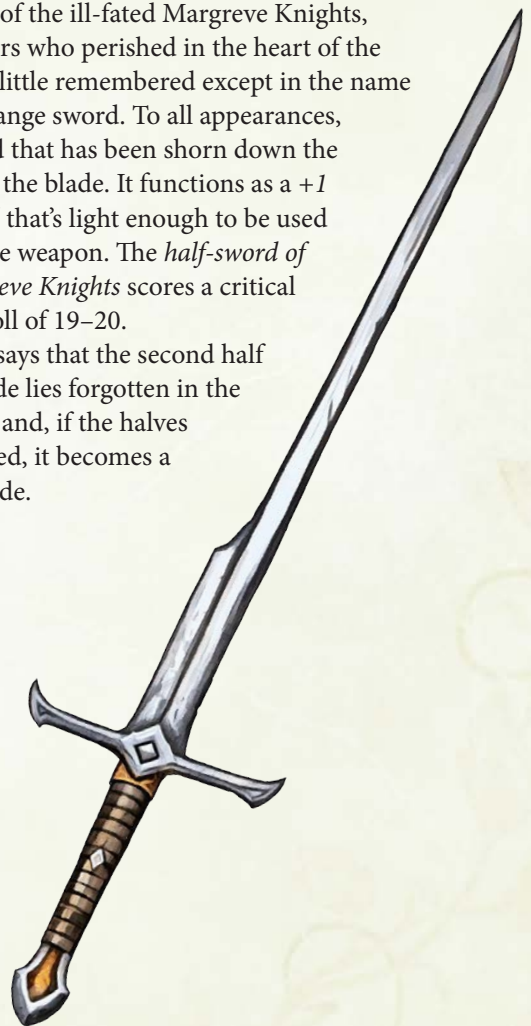 of the ill-fated Margreve Knights,
rs who perished in the heart of the
little remembered except in the name
ange sword. To all appearances,
d that has been shorn down the
the blade. It functions as a +1
that's light enough to be used
e weapon. The half-sword of
eve Knights scores a critical
oll of 19–20.
says that the second half
de lies forgotten in the
and, if the halves
ed, it becomes a
de.